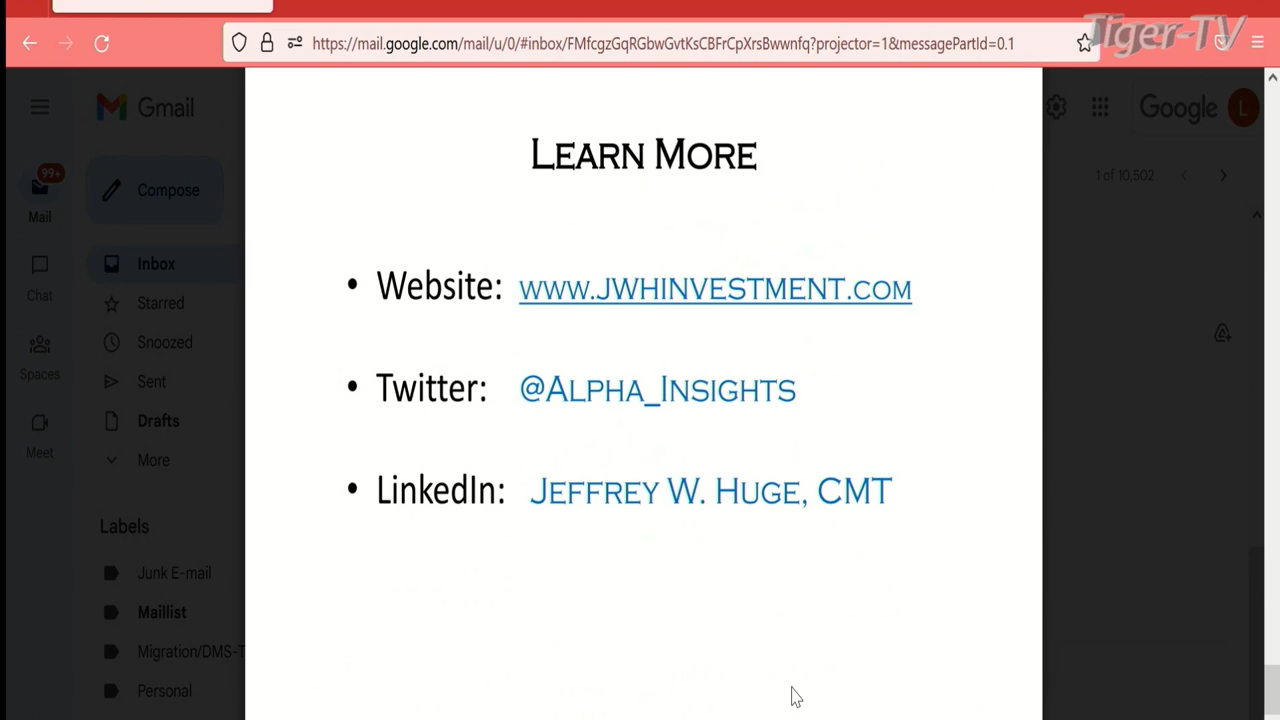 https://mail.google.com/mail/u/0/#inbox/FMfcgzGqRGbwGvtKsCBFrCpXrsBwwnfq?projector=1&messagePartId=0.1
Tiger-TV
Gmail
Google
L
LEARN MORE
99+
Compose
1 of 10,502
Mail
Inbox
Chat
Starred
Website: WWW.JWHINVESTMENT.COM
Snoozed
Spaces
Sent
Twitter: @ALPHA_INSIGHTS
Drafts
Meet
More
LinkedIn: JEFFREY W. HUGE, CMT
Labels
Junk E-mail
Maillist
Migration/DMS-T
Personal